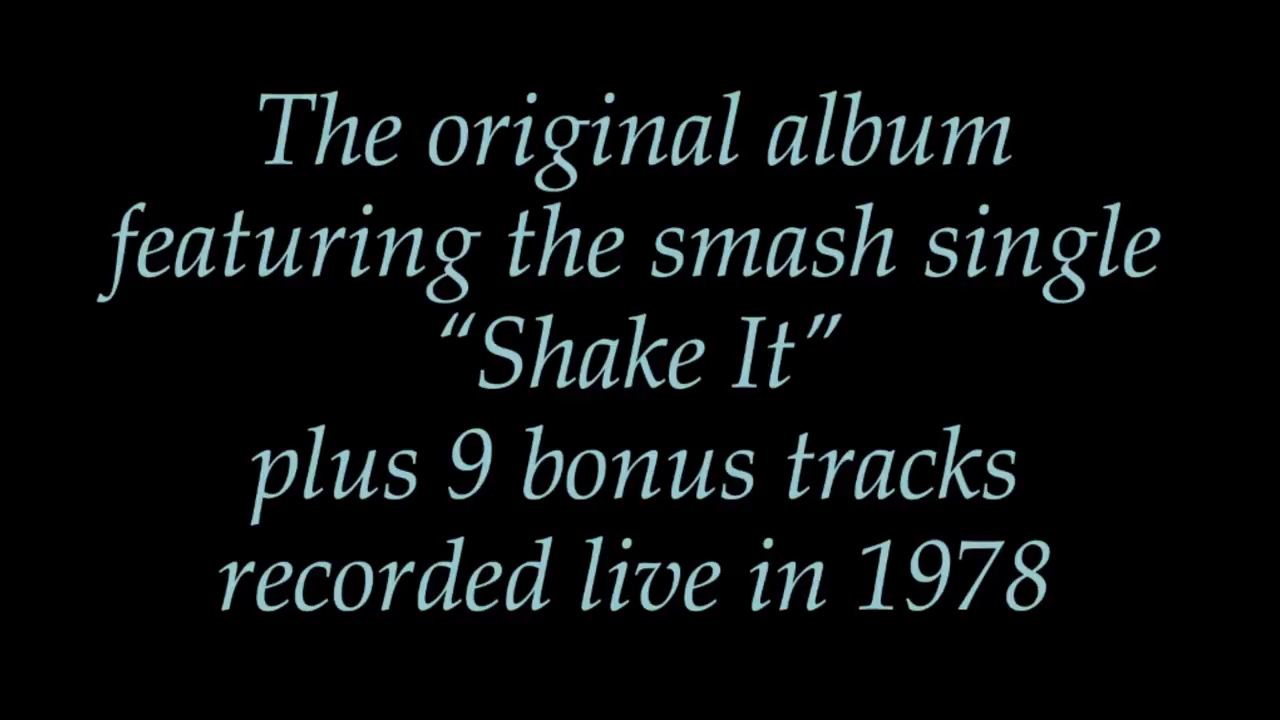 The original album
featuring the smash single
“Shake It”
plus 9 bonus tracks
recorded live in 1978